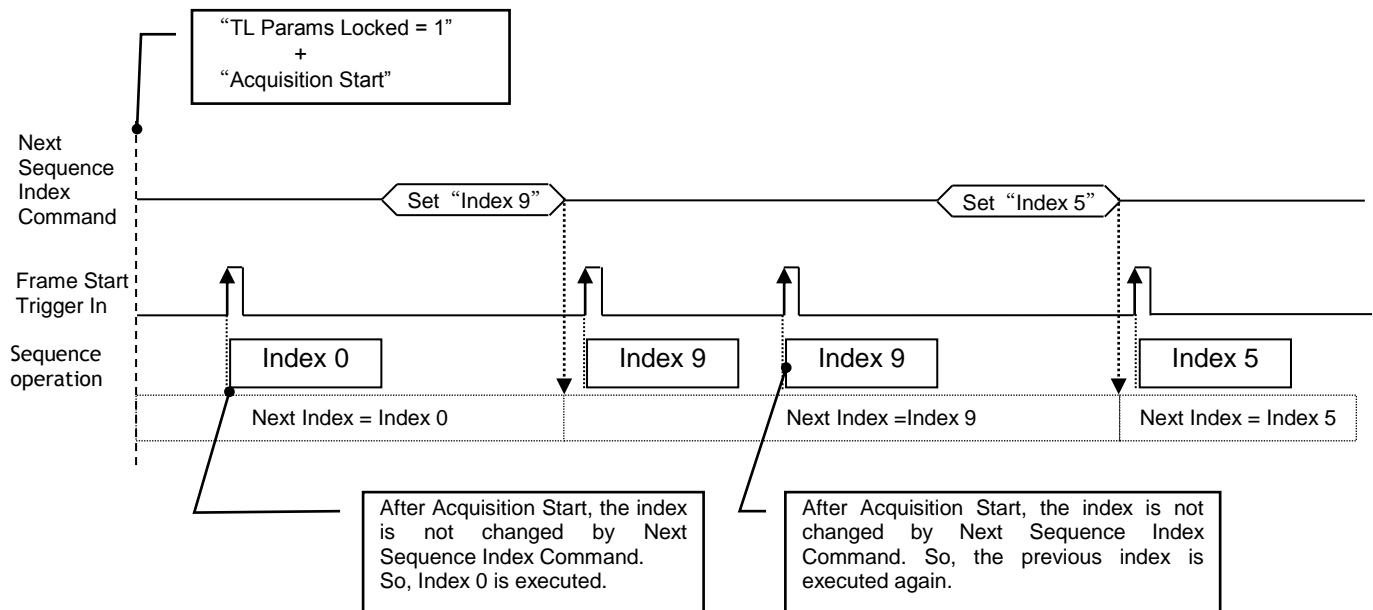 “TL Params Locked = 1”
+
“Acquisition Start”
Next
Sequence
Index
Command
Set “Index 9”
Set “Index 5”
Frame Start
Trigger In
Sequence
operation
Index 0
Index 9
Index 9
Index 5
Next Index = Index 0
Next Index =Index 9
Next Index = Index 5
After Acquisition Start, the index
is not changed by Next
Sequence Index Command.
So, Index 0 is executed.
After Acquisition Start, the index is not
changed by Next Sequence Index
Command. So, the previous index is
executed again.